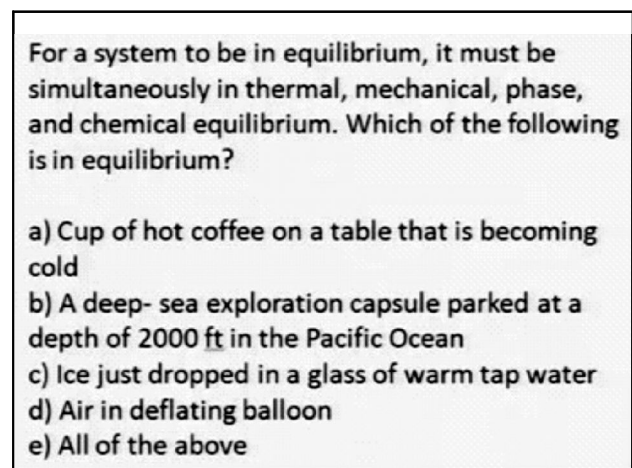 For a system to be in equilibrium, it must be
simultaneously in thermal, mechanical, phase,
and chemical equilibrium. Which of the following
is in equilibrium?
a) Cup of hot coffee on a table that is becoming
cold
b) A deep- sea exploration capsule parked at a
depth of 2000 ft in the Pacific Ocean
c) Ice just dropped in a glass of warm tap water
d) Air in deflating balloon
e) All of the above